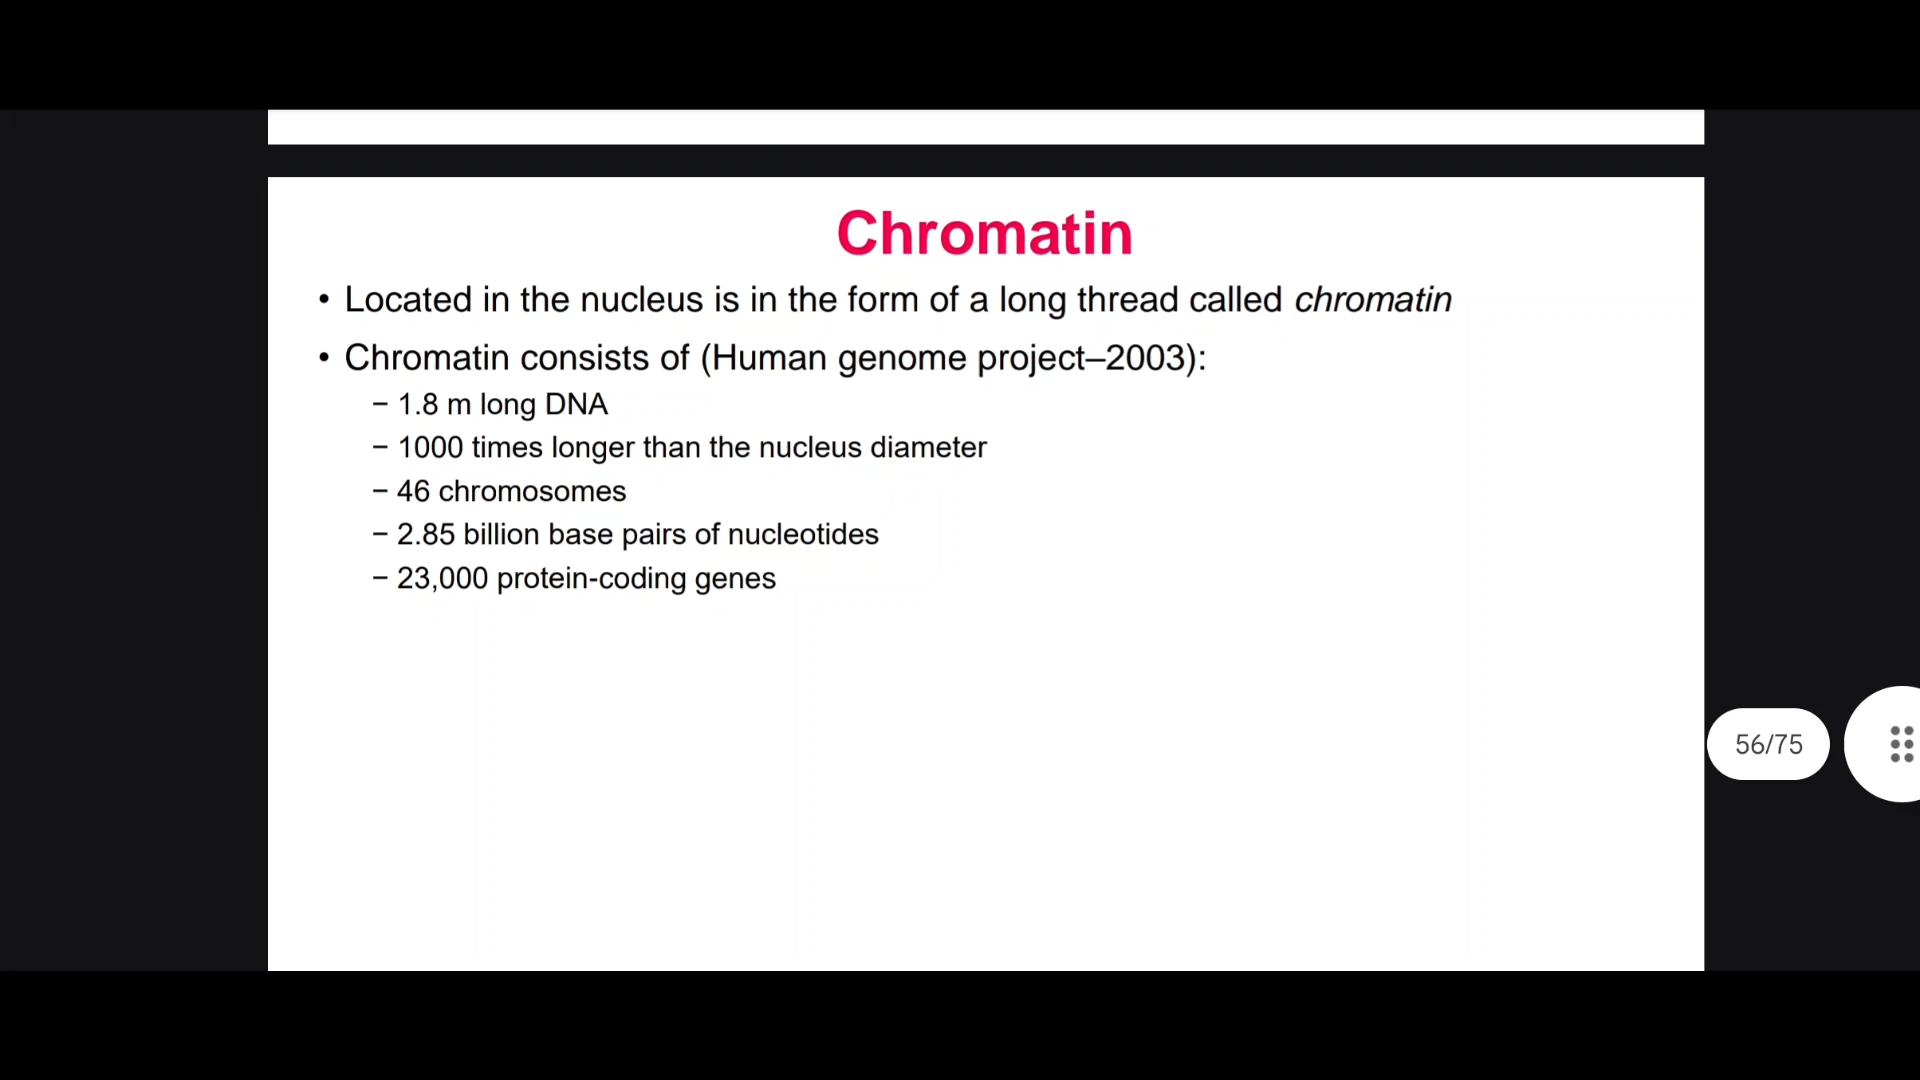 Chromatin
• Located in the nucleus is in the form of a long thread called chromatin
• Chromatin consists of (Human genome project–2003):
– 1.8 m long DNA
– 1000 times longer than the nucleus diameter
– 46 chromosomes
– 2.85 billion base pairs of nucleotides
– 23,000 protein-coding genes
56/75